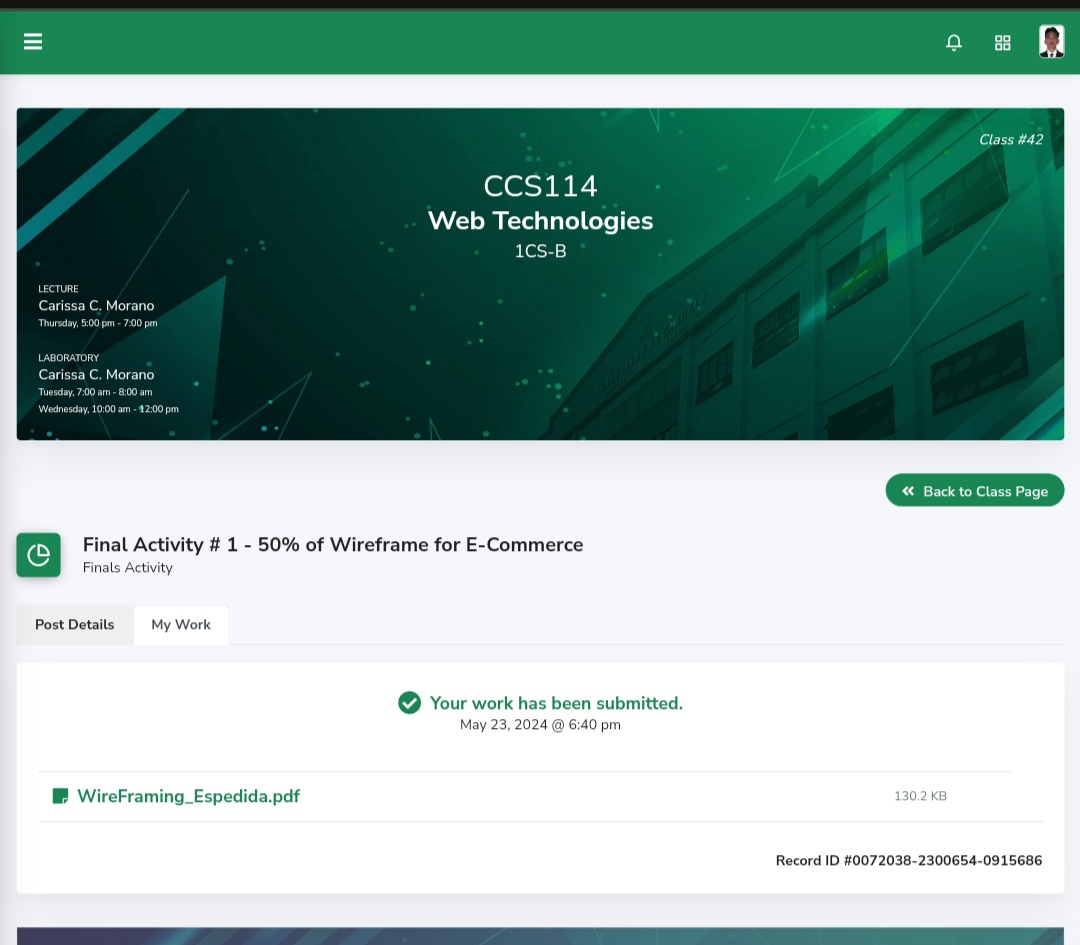 Class #42
CCS114
Web Technologies
1CS-B
LECTURE
Carissa C. Morano
Thursday, 5:00 pm - 7:00 pm
LABORATORY
Carissa C. Morano
Tuesday, 7:00 am - 8:00 am
Wednesday, 10:00 am - 12:00 pm
Back to Class Page
Final Activity # 1 - 50% of Wireframe for E-Commerce
Finals Activity
Post Details
My Work
Your work has been submitted.
May 23, 2024 @ 6:40 pm
WireFraming_Espedida.pdf
130.2 KB
Record ID #0072038-2300654-0915686